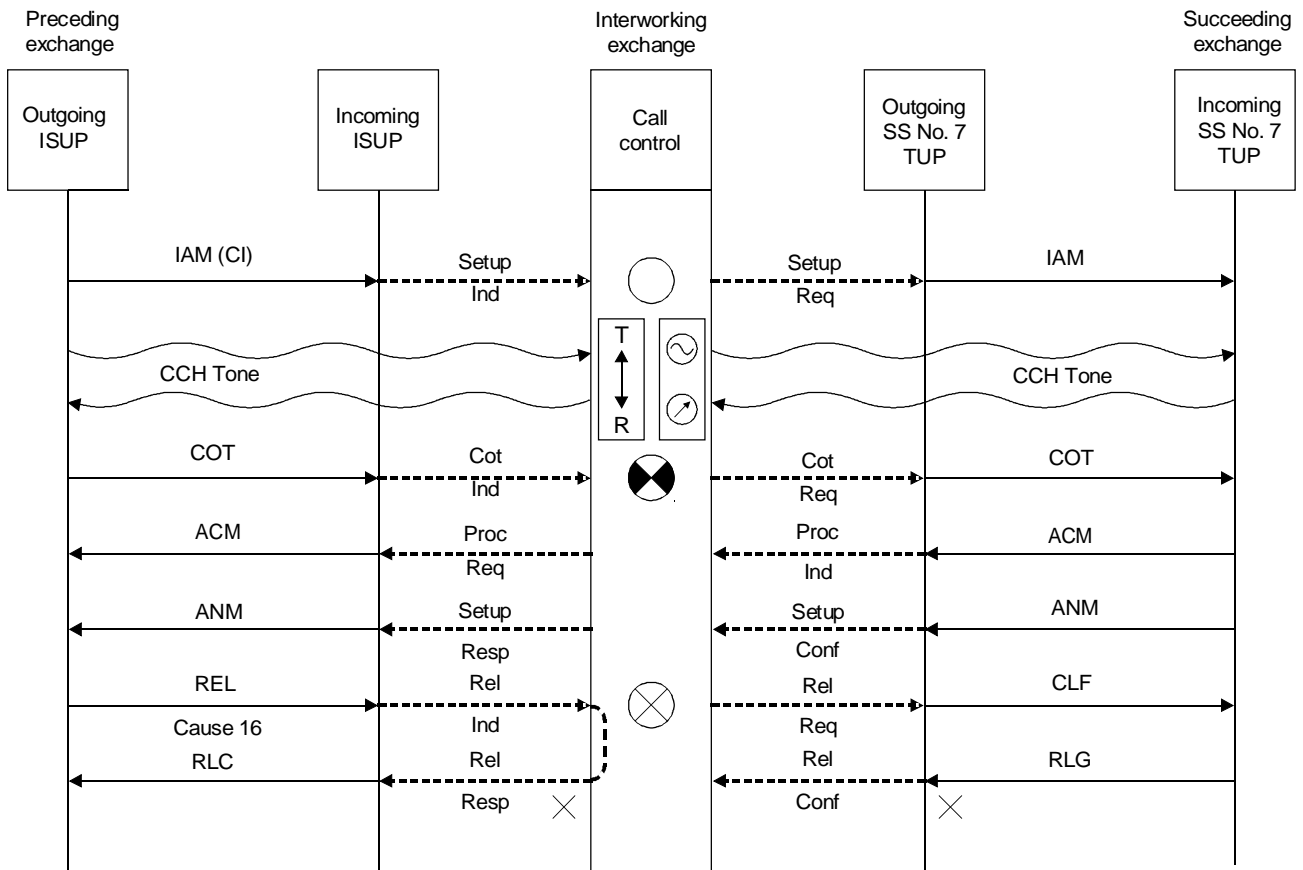 Preceding
exchange
Interworking
exchange
Succeeding
exchange
Outgoing
ISUP
Incoming
ISUP
Call
control
Outgoing
SS No. 7
TUP
Incoming
SS No. 7
TUP
IAM (CI)
Setup
Ind
Setup
Req
IAM
T
R
CCH Tone
CCH Tone
COT
Cot
Ind
Cot
Req
COT
ACM
Proc
Req
Proc
Ind
ACM
ANM
Setup
Resp
Setup
Conf
ANM
REL
Cause 16
Rel
Ind
Rel
Req
CLF
RLC
Rel
Resp
Rel
Conf
RLG